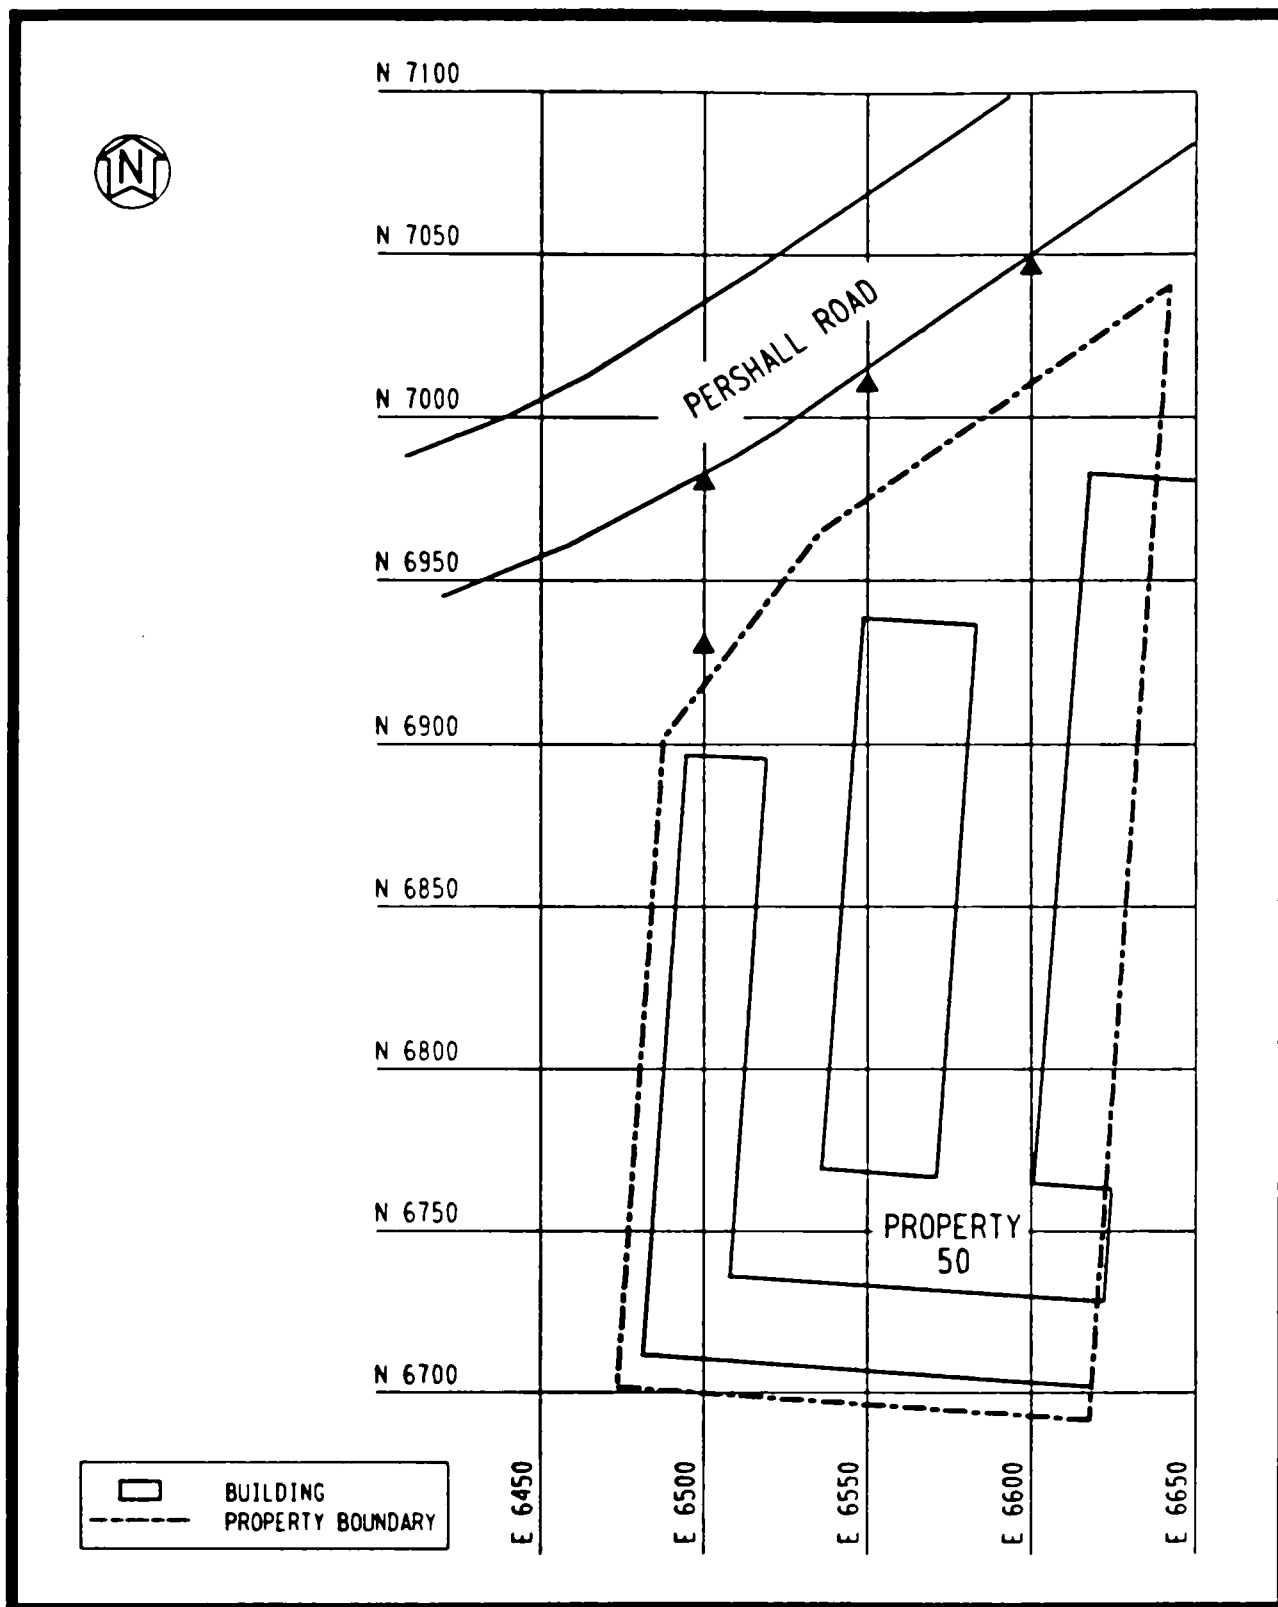 N 7100
N
N 7050
PERSHALL ROAD
N 7000
N 6950
N 6900
N 6850
N 6800
N 6750
PROPERTY
50
N 6700
E 6450
E 6500
E 6550
E 6600
E 6650
BUILDING
PROPERTY BOUNDARY